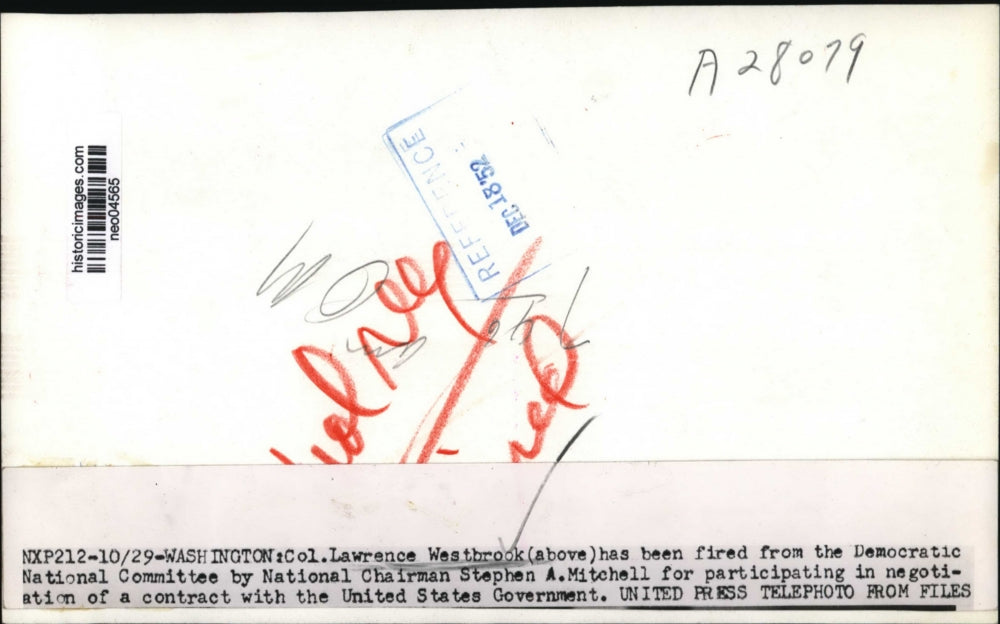 A 28079
historicimages.com
neo04565
REFERENCE
DEC 18 '52
NXP212-10/29-WASHINGTON:Col.Lawrence Westbrook(above)has been fired from the Democratic
National Committee by National Chairman Stephen A.Mitchell for participating in negoti-
ation of a contract with the United States Government. UNITED PRESS TELEPHOTO FROM FILES